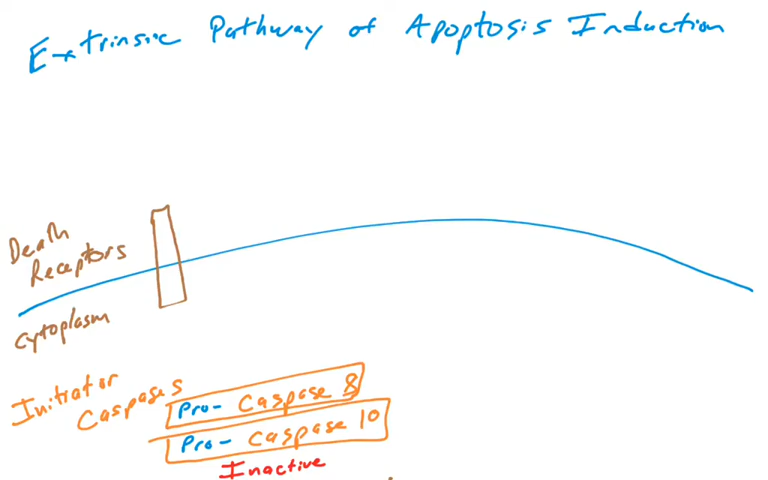 Extrinsic Pathway of Apoptosis Induction
Death
Receptors
Cytoplasm
Initiator
Caspases
Pro- Caspase 8
Pro- Caspase 10
Inactive